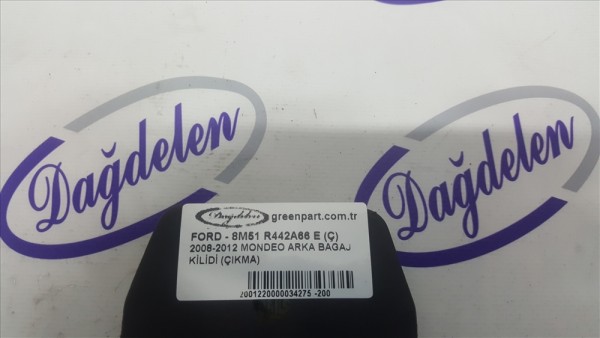 Dağdelen
Dağdelen
Dağdelen greenpart.com.tr
FORD - 8M51 R442A66 E (Ç)
2008-2012 MONDEO ARKA BAGAJ
KİLİDİ (ÇIKMA)
2001220000034275 -200